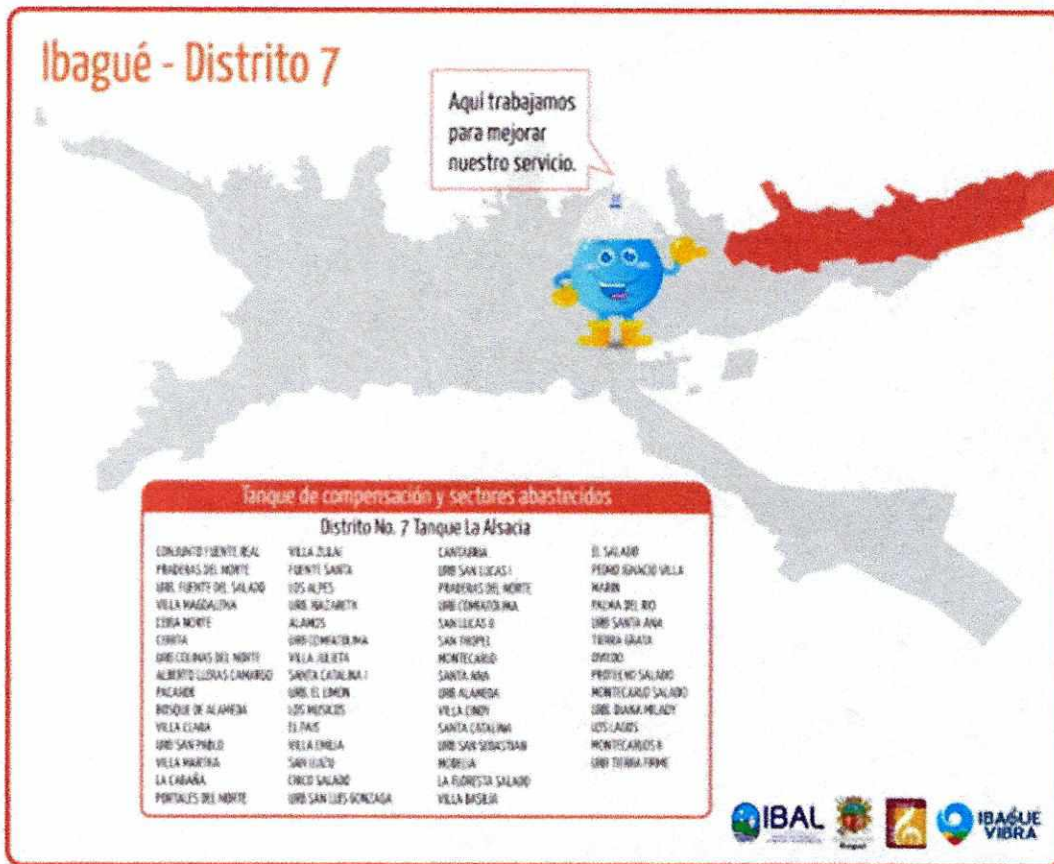 Ibagué - Distrito 7
Aquí trabajamos
para mejorar
nuestro servicio.
Tanque de compensación y sectores abastecidos
Distrito No. 7 Tanque La Alsacia
CONJUNTO FUENTE REAL
PRADERAS DEL NORTE
URB. FUENTE DEL SALADO
VILLA MAGDALENA
CEIBA NORTE
CEIBITA
URB COLINAS DEL NORTE
ALBERTO LLERAS CAMARGO
PACANDE
BOSQUE DE ALAMEDA
VILLA CLARA
URB SAN PABLO
VILLA MARTHA
LA CABAÑA
PORTALES DEL NORTE
VILLA ZULAI
FUENTE SANTA
LOS ALPES
URB. NAZARETH
ALAMOS
URB COMFATOLIMA
VILLA JULIETA
SANTA CATALINA I
URB. EL LIMON
LOS MUSICOS
EL PAIS
VILLA EMILIA
SAN
CINCO SALADO
URB SAN LUIS GONZAGA
CANTABRIA
URB SAN LUCAS I
PRADERAS DEL NORTE
URB COMFATOLIMA
SAN LUCAS II
SAN TROPEL
MONTECARLO
SANTA ANA
URB ALAMEDA
VILLA CINDY
SANTA CATALINA
URB SAN SEBASTIAN
MODELIA
LA FLORESTA SALADO
VILLA BASILIA
EL SALADO
PEDRO IGNACIO VILLA
MARIN
PALMA DEL RIO
URB SANTA ANA
TIERRA GRATA
OVIEDO
PROTECHO SALADO
MONTECARLO SALADO
URB. DIANA MILADY
LOS LAGOS
MONTECARLOS II
URB TIERRA FIRME
IBAL
Ibagué
IBAGUÉ
VIBRA